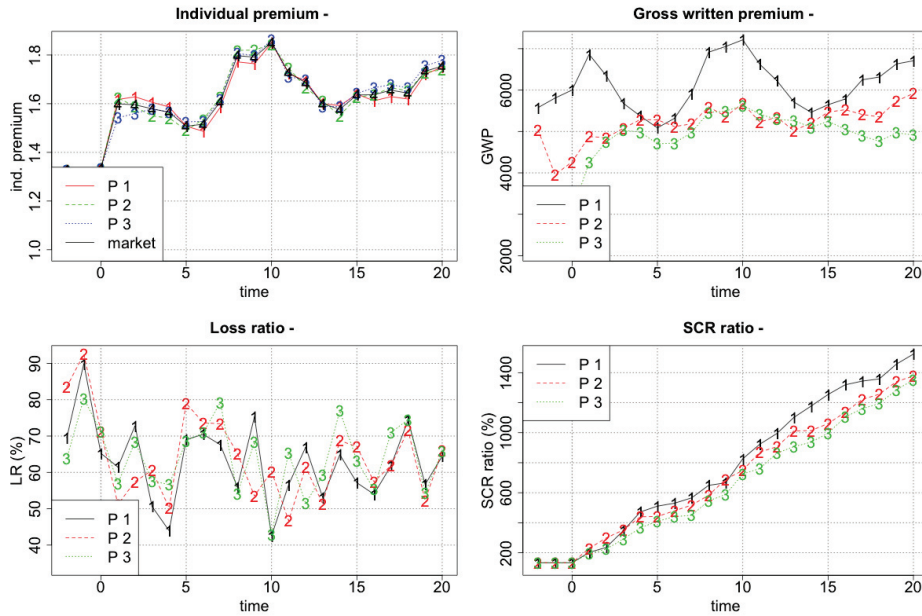 Individual premium -
ind. premium
1.0
1.2
1.4
1.6
1.8
P 1
P 2
P 3
market
0
5
10
15
20
time
Gross written premium -
GWP
2000
4000
6000
P 1
P 2
P 3
0
5
10
15
20
time
Loss ratio -
LR (%)
40
50
60
70
80
90
P 1
P 2
P 3
0
5
10
15
20
time
SCR ratio -
SCR ratio (%)
200
600
1000
1400
P 1
P 2
P 3
0
5
10
15
20
time